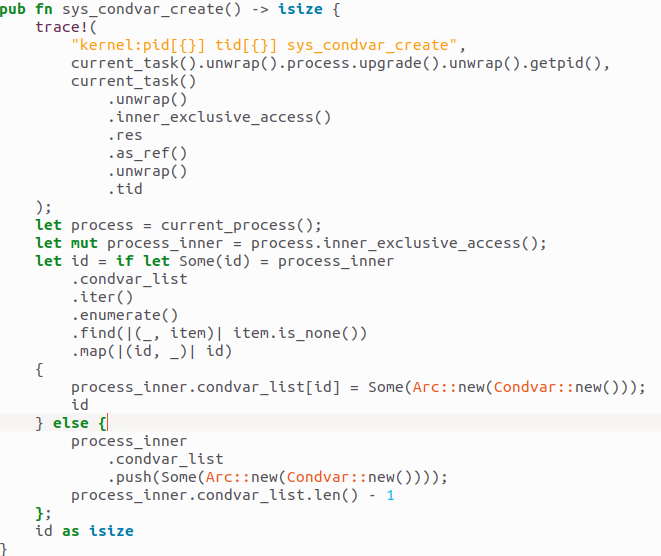 pub fn sys_condvar_create() -> isize {
    trace!(
        "kernel:pid[{}] tid[{}] sys_condvar_create",
        current_task().unwrap().process.upgrade().unwrap().getpid(),
        current_task()
            .unwrap()
            .inner_exclusive_access()
            .res
            .as_ref()
            .unwrap()
            .tid
    );
    let process = current_process();
    let mut process_inner = process.inner_exclusive_access();
    let id = if let Some(id) = process_inner
        .condvar_list
        .iter()
        .enumerate()
        .find(|(_, item)| item.is_none())
        .map(|(id, _)| id)
    {
        process_inner.condvar_list[id] = Some(Arc::new(Condvar::new()));
        id
    } else {
        process_inner
            .condvar_list
            .push(Some(Arc::new(Condvar::new())));
        process_inner.condvar_list.len() - 1
    };
    id as isize
}